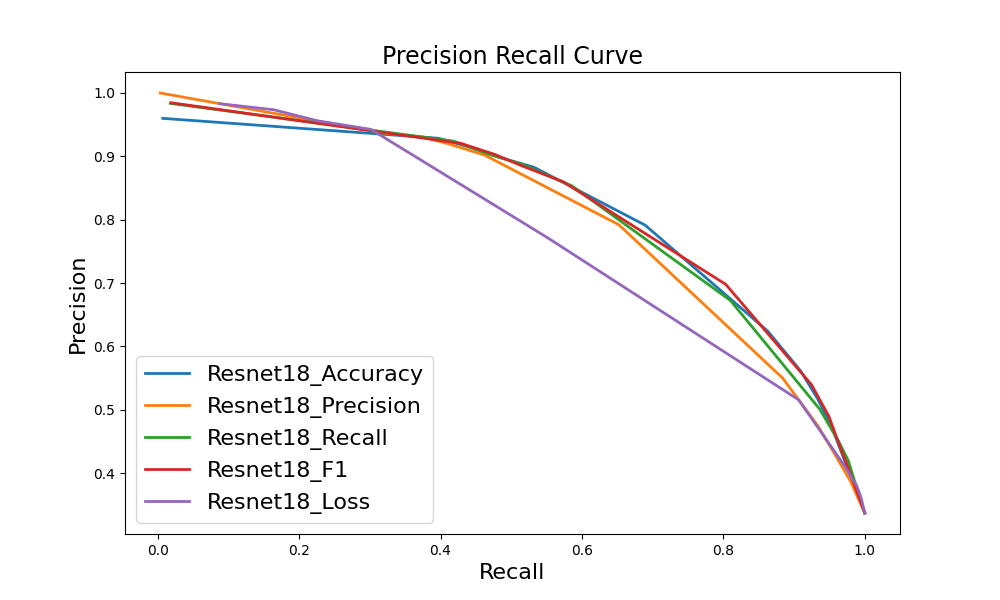 Precision Recall Curve
1.0
0.9
0.8
0.7
0.6
0.5
0.4
Precision
Resnet18_Accuracy
Resnet18_Precision
Resnet18_Recall
Resnet18_F1
Resnet18_Loss
0.0 0.2 0.4 0.6 0.8 1.0
Recall